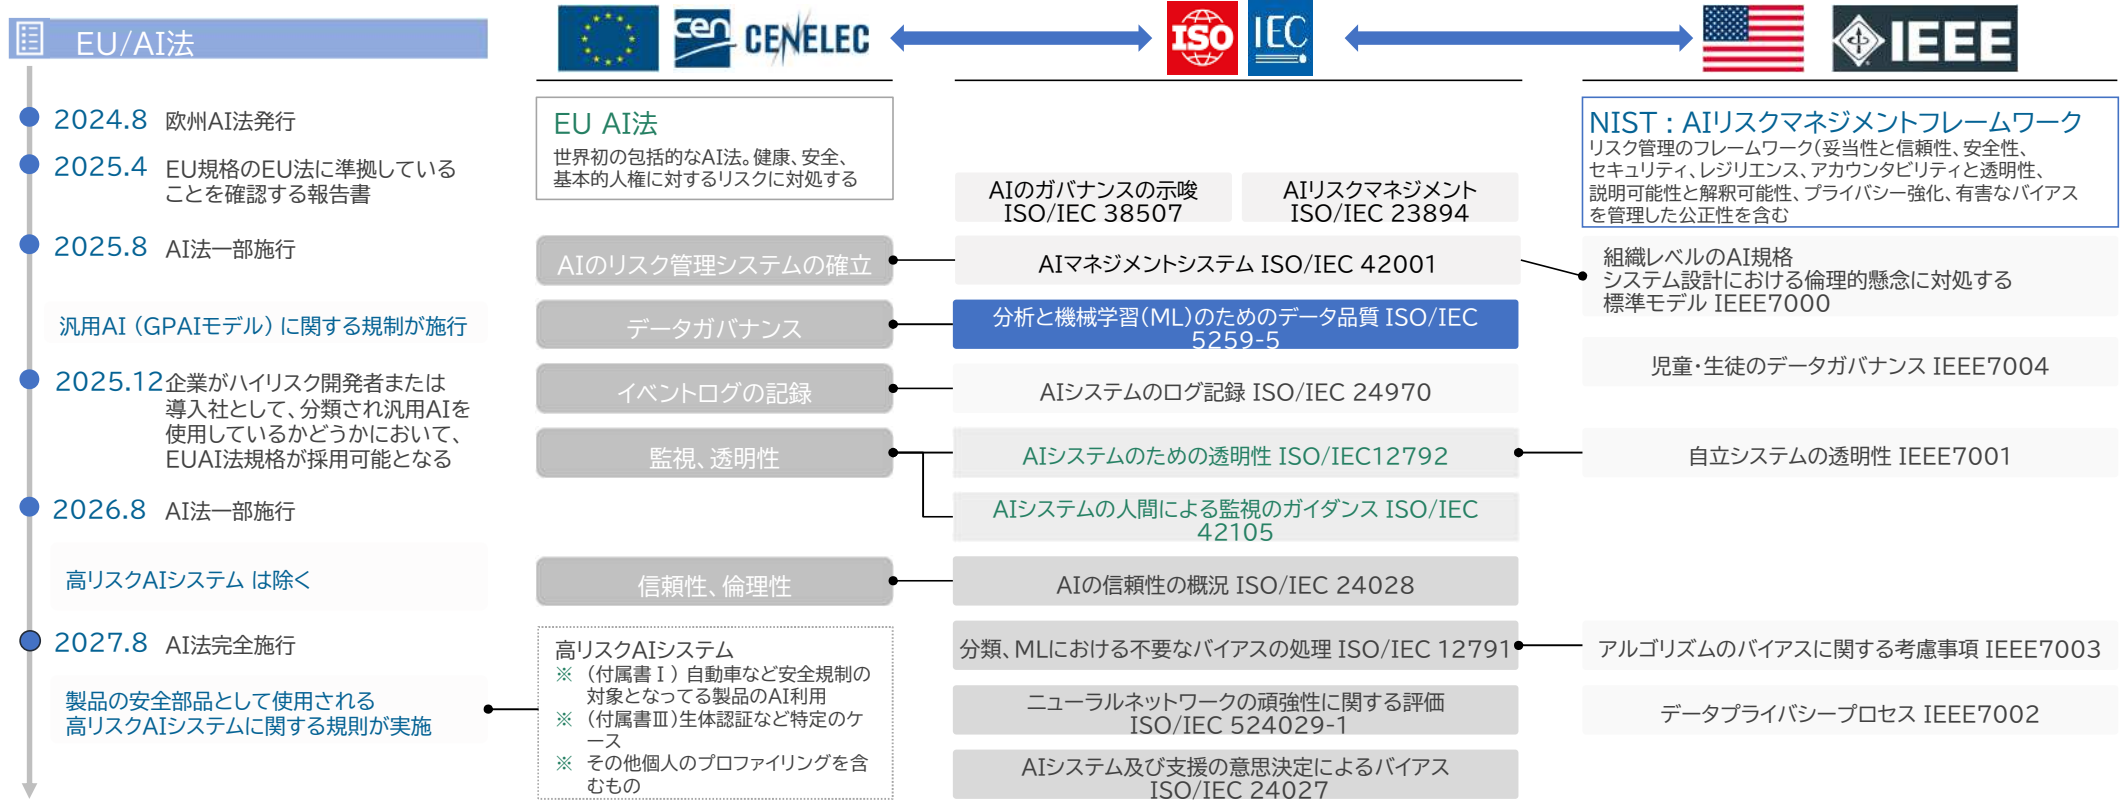 EU/AI法
2024.8 欧州AI法発行
2025.4 EU規格のEU法に準拠している
ことを確認する報告書
2025.8 AI法一部施行
汎用AI（GPAIモデル）に関する規制が施行
2025.12 企業がハイリスク開発者または
導入社として、分類され汎用AIを
使用しているかどうかにおいて、
EUAI法規格が採用可能となる
2026.8 AI法一部施行
高リスクAIシステム は除く
2027.8 AI法完全施行
製品の安全部品として使用される
高リスクAIシステムに関する規則が実施
cen CENELEC
EU AI法
世界初の包括的なAI法。健康、安全、
基本的人権に対するリスクに対処する
AIのリスク管理システムの確立
データガバナンス
イベントログの記録
監視、透明性
信頼性、倫理性
高リスクAIシステム
※ （付属書Ⅰ）自動車など安全規制の
対象となってる製品のAI利用
※ （付属書Ⅲ）生体認証など特定のケ
ース
※ その他個人のプロファイリングを含
むもの
ISO IEC
AIのガバナンスの示唆
ISO/IEC 38507
AIリスクマネジメント
ISO/IEC 23894
AIマネジメントシステム ISO/IEC 42001
分析と機械学習（ML）のためのデータ品質 ISO/IEC
5259-5
AIシステムのログ記録 ISO/IEC 24970
AIシステムのための透明性 ISO/IEC12792
AIシステムの人間による監視のガイダンス ISO/IEC
42105
AIの信頼性の概況 ISO/IEC 24028
分類、MLにおける不要なバイアスの処理 ISO/IEC 12791
ニューラルネットワークの頑強性に関する評価
ISO/IEC 524029-1
AIシステム及び支援の意思決定によるバイアス
ISO/IEC 24027
IEEE
NIST：AIリスクマネジメントフレームワーク
リスク管理のフレームワーク（妥当性と信頼性、安全性、
セキュリティ、レジリエンス、アカウンタビリティと透明性、
説明可能性と解釈可能性、プライバシー強化、有害なバイアス
を管理した公正性を含む
組織レベルのAI規格
システム設計における倫理的懸念に対処する
標準モデル IEEE7000
児童・生徒のデータガバナンス IEEE7004
自立システムの透明性 IEEE7001
アルゴリズムのバイアスに関する考慮事項 IEEE7003
データプライバシープロセス IEEE7002